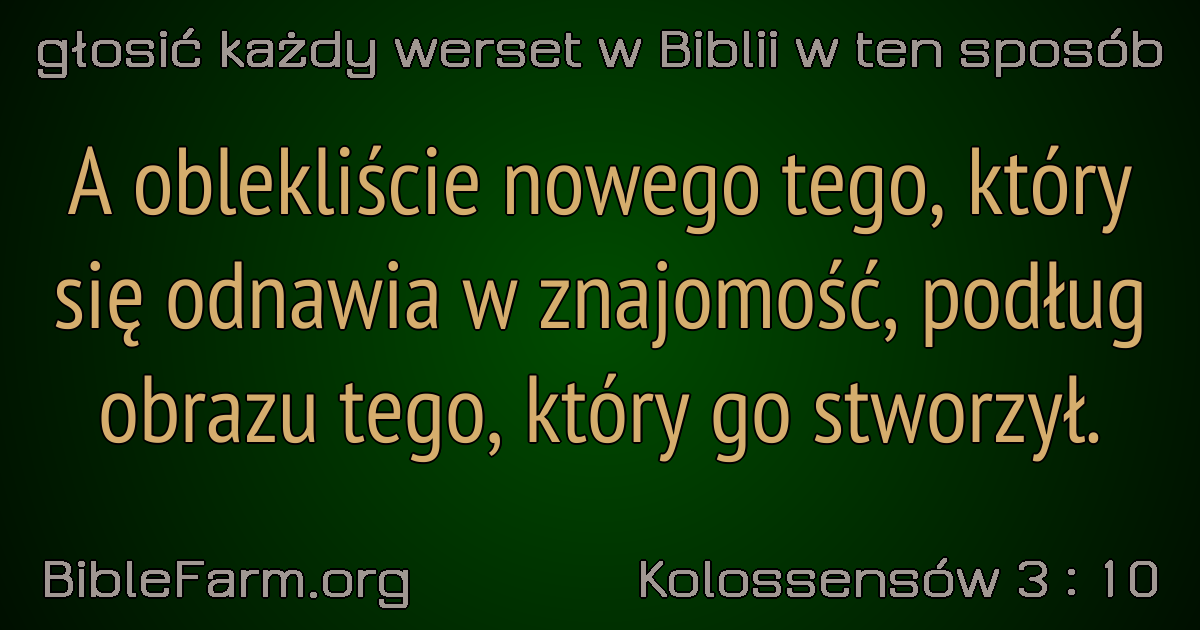 głosić każdy werset w Biblii w ten sposób
A oblekliście nowego tego, który
się odnawia w znajomość, podług
obrazu tego, który go stworzył.
BibleFarm.org
Kolossensów 3 : 10